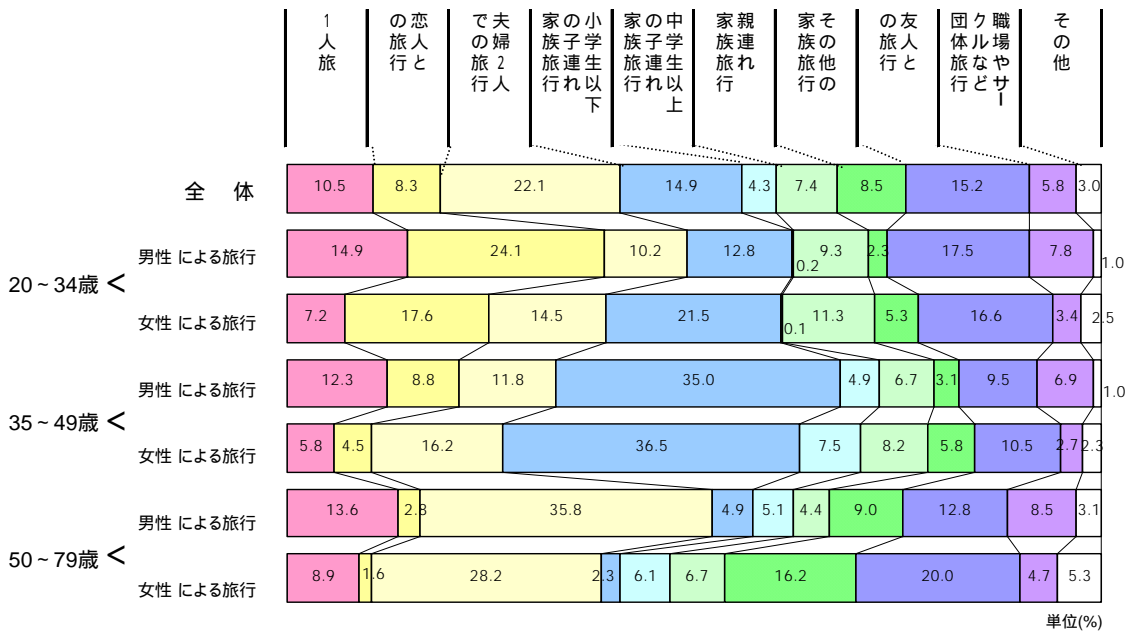 1人旅
恋人と
の旅行
夫婦2人
での旅行
小学生以下
の子連れ
家族旅行
中学生以上
の子連れ
家族旅行
親連れ
家族旅行
その他の
家族旅行
友人と
の旅行
職場やサー
クルなど
団体旅行
その他
全 体 10.5 8.3 22.1 14.9 4.3 7.4 8.5 15.2 5.8 3.0
20~34歳 <
男性 による旅行 14.9 24.1 10.2 12.8 0.2 9.3 2.3 17.5 7.8 1.0
女性 による旅行 7.2 17.6 14.5 21.5 0.1 11.3 5.3 16.6 3.4 2.5
35~49歳 <
男性 による旅行 12.3 8.8 11.8 35.0 4.9 6.7 3.1 9.5 6.9 1.0
女性 による旅行 5.8 4.5 16.2 36.5 7.5 8.2 5.8 10.5 2.7 2.3
50~79歳 <
男性 による旅行 13.6 2.8 35.8 4.9 5.1 4.4 9.0 12.8 8.5 3.1
女性 による旅行 8.9 1.6 28.2 2.3 6.1 6.7 16.2 20.0 4.7 5.3
単位(%)